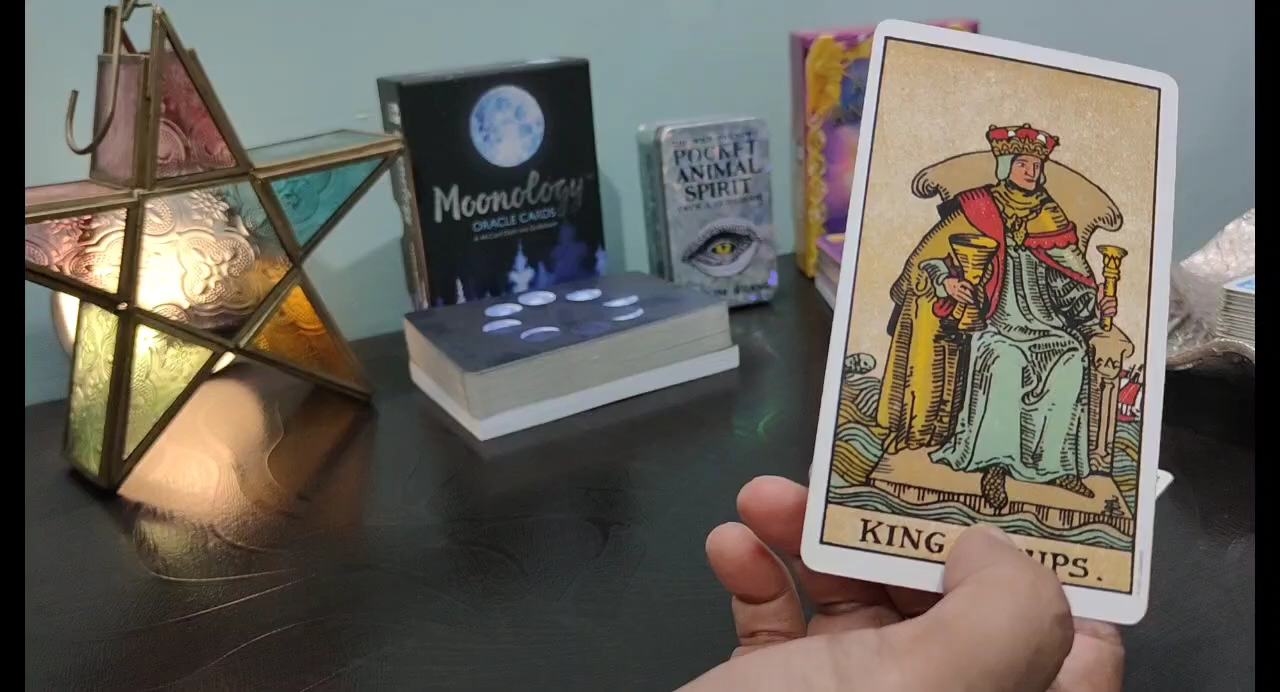 Moonology
ORACLE CARDS
POCKET
ANIMAL
SPIRIT
KING UPS.